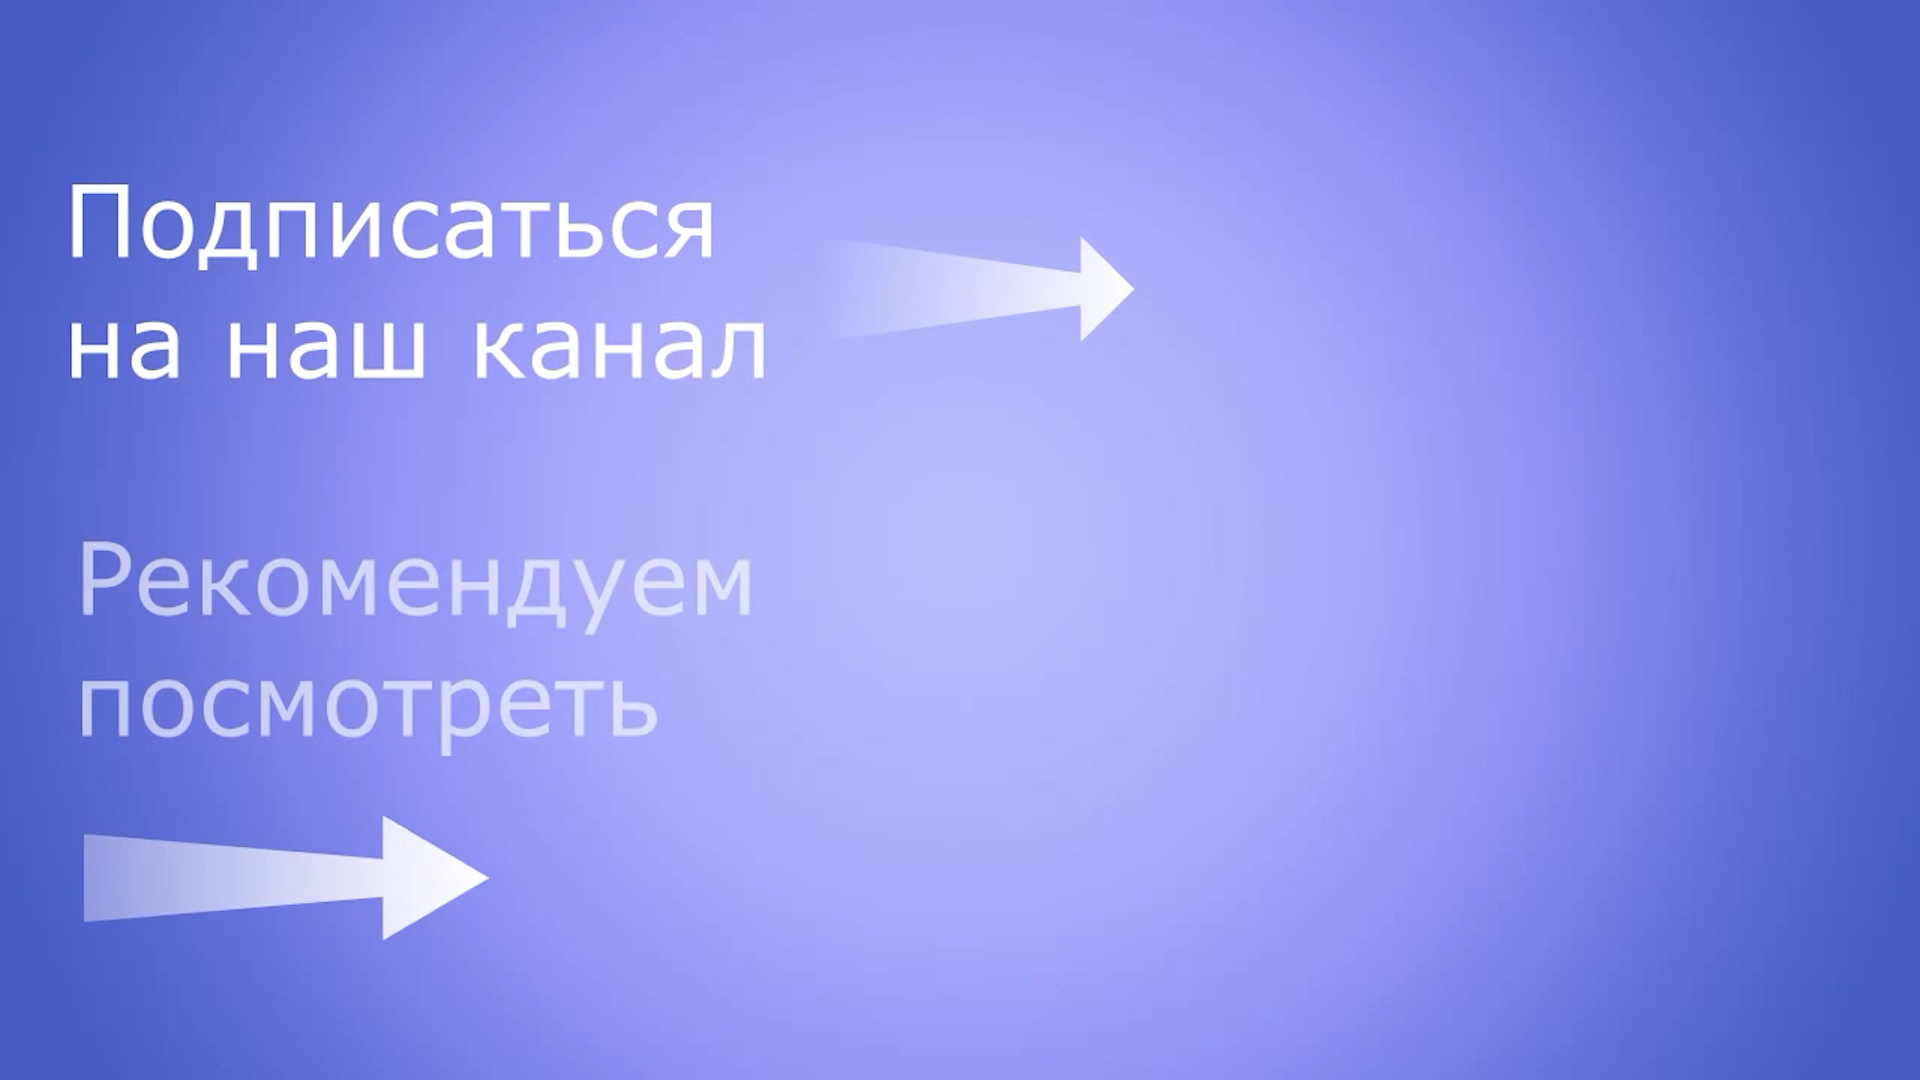 Подписаться
на наш канал
Рекомендуем
посмотреть